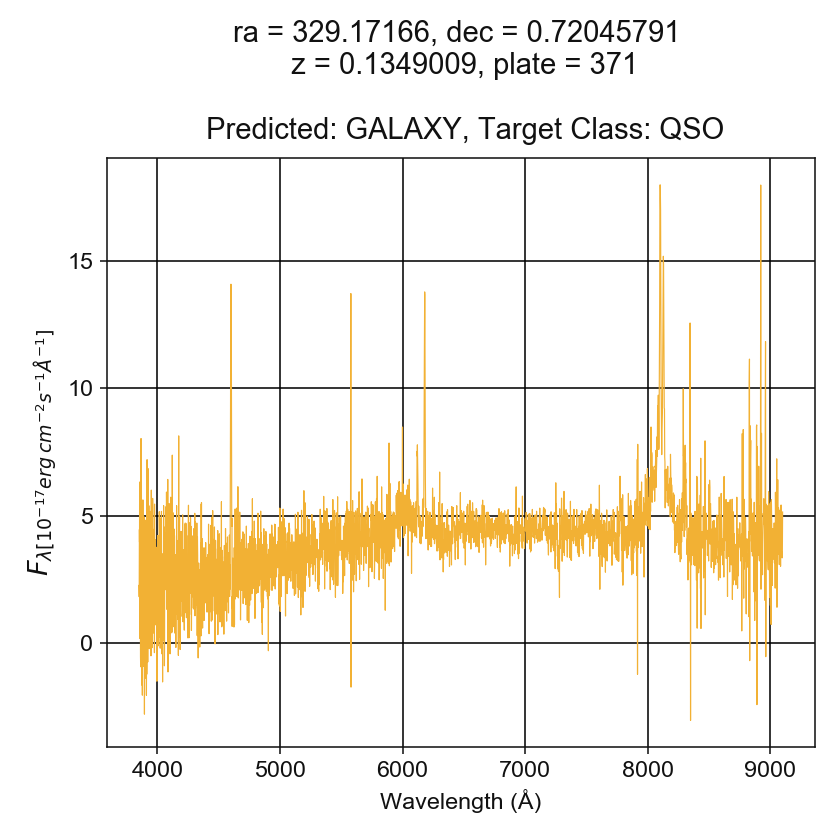 ra = 329.17166, dec = 0.72045791
z = 0.1349009, plate = 371
Predicted: GALAXY, Target Class: QSO
15
10
5
0
F_λ[10⁻¹⁷erg cm⁻²s⁻¹Å⁻¹]
4000 5000 6000 7000 8000 9000
Wavelength (Å)